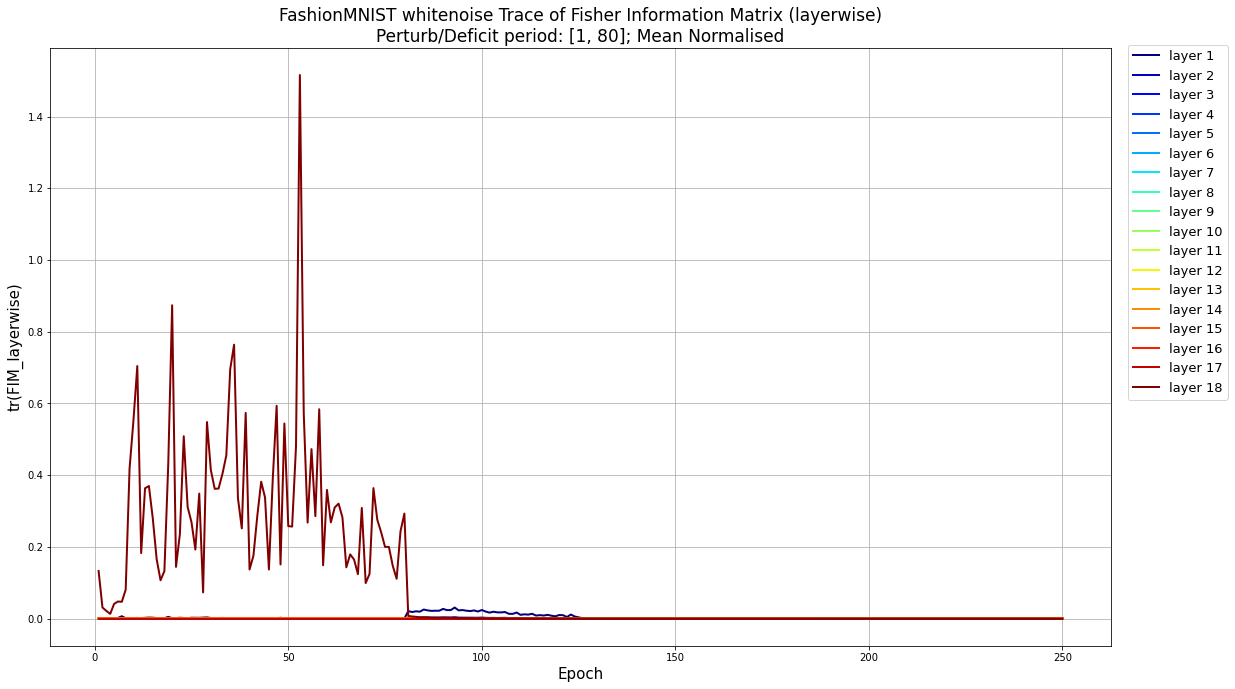 FashionMNIST whitenoise Trace of Fisher Information Matrix (layerwise)
Perturb/Deficit period: [1, 80]; Mean Normalised
tr(FIM_layerwise)
1.4
1.2
1.0
0.8
0.6
0.4
0.2
0.0
0
50
100
150
200
250
Epoch
layer 1
layer 2
layer 3
layer 4
layer 5
layer 6
layer 7
layer 8
layer 9
layer 10
layer 11
layer 12
layer 13
layer 14
layer 15
layer 16
layer 17
layer 18